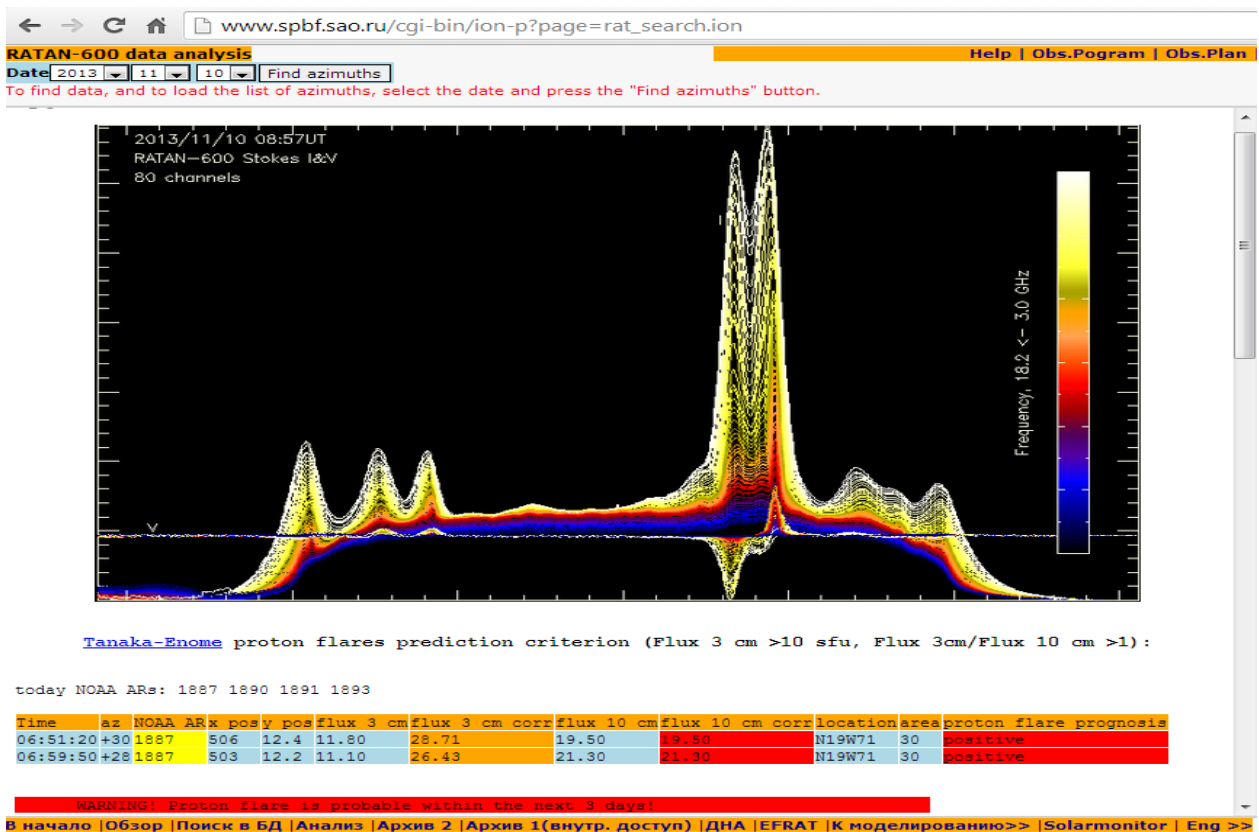 www.spbf.sao.ru/cgi-bin/ion-p?page=rat_search.ion
RATAN-600 data analysis Help | Obs.Pogram | Obs.Plan |
Date 2013 11 10 Find azimuths
To find data, and to load the list of azimuths, select the date and press the "Find azimuths" button.
2013/11/10 08:57UT
RATAN-600 Stokes I&V
80 channels
Frequency, 18.2 <- 3.0 GHz
V
Tanaka-Enome proton flares prediction criterion (Flux 3 cm >10 sfu, Flux 3cm/Flux 10 cm >1):
today NOAA ARs: 1887 1890 1891 1893
Time az NOAA AR x pos y pos flux 3 cm flux 3 cm corr flux 10 cm flux 10 cm corr location area proton flare prognosis
06:51:20 +30 1887 506 12.4 11.80 28.71 19.50 19.50 N19W71 30 positive
06:59:50 +28 1887 503 12.2 11.10 26.43 21.30 21.30 N19W71 30 positive
WARNING! Proton flare is probable within the next 3 days!
В начало |Обзор |Поиск в БД |Анализ |Архив 2 |Архив 1(внутр. доступ) |ДНА |EFRAT |К моделированию>> |Solarmonitor | Eng >>